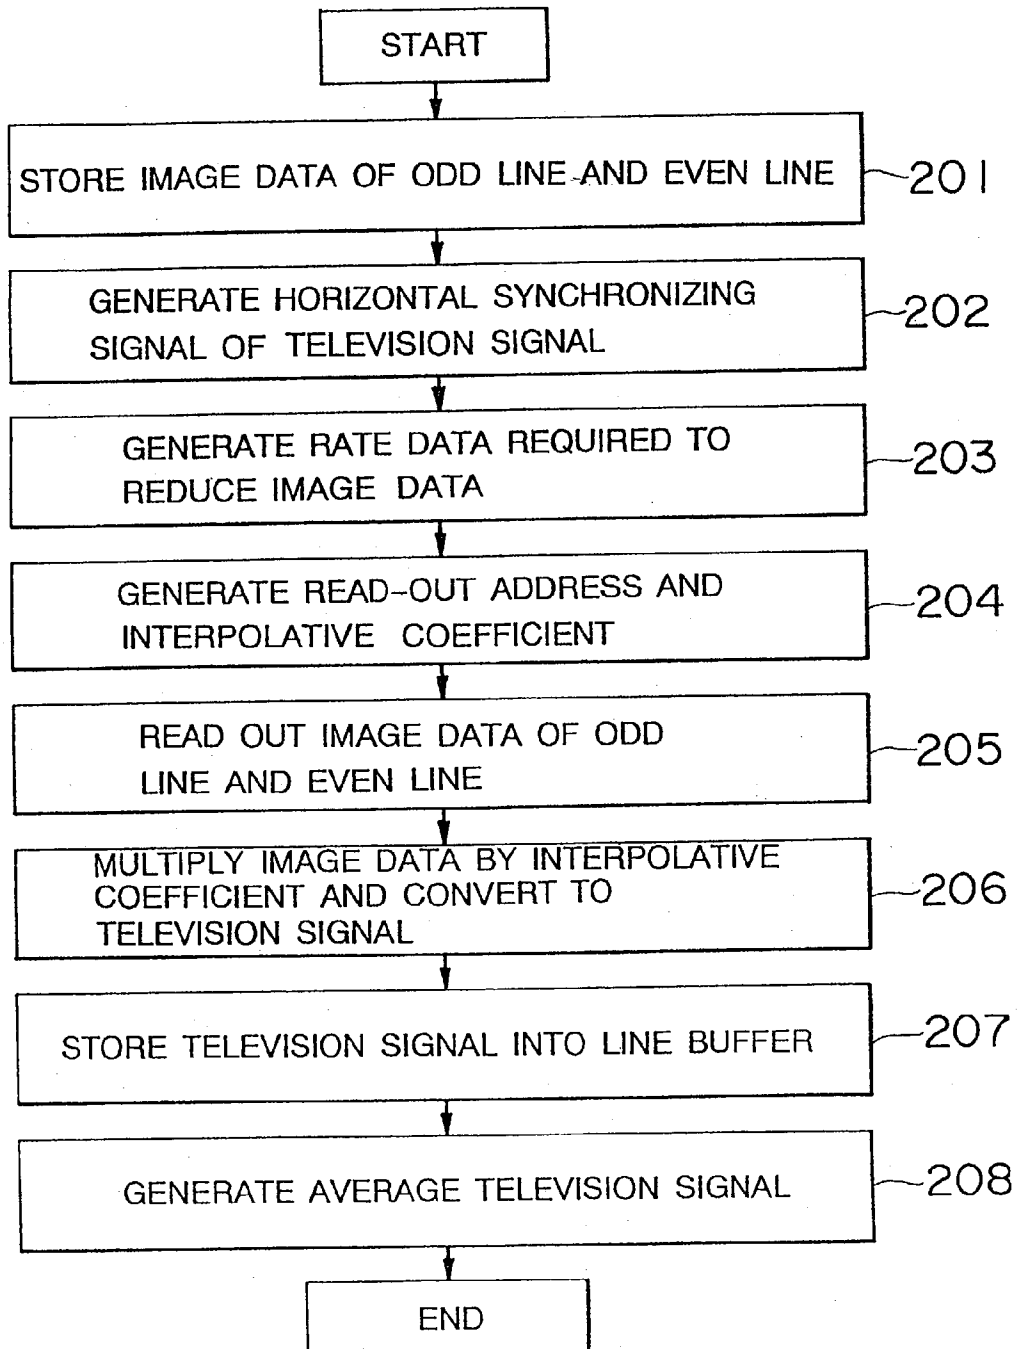 START
STORE IMAGE DATA OF ODD LINE AND EVEN LINE
201
GENERATE HORIZONTAL SYNCHRONIZING
SIGNAL OF TELEVISION SIGNAL
202
GENERATE RATE DATA REQUIRED TO
REDUCE IMAGE DATA
203
GENERATE READ-OUT ADDRESS AND
INTERPOLATIVE COEFFICIENT
204
READ OUT IMAGE DATA OF ODD
LINE AND EVEN LINE
205
MULTIPLY IMAGE DATA BY INTERPOLATIVE
COEFFICIENT AND CONVERT TO
TELEVISION SIGNAL
206
STORE TELEVISION SIGNAL INTO LINE BUFFER
207
GENERATE AVERAGE TELEVISION SIGNAL
208
END